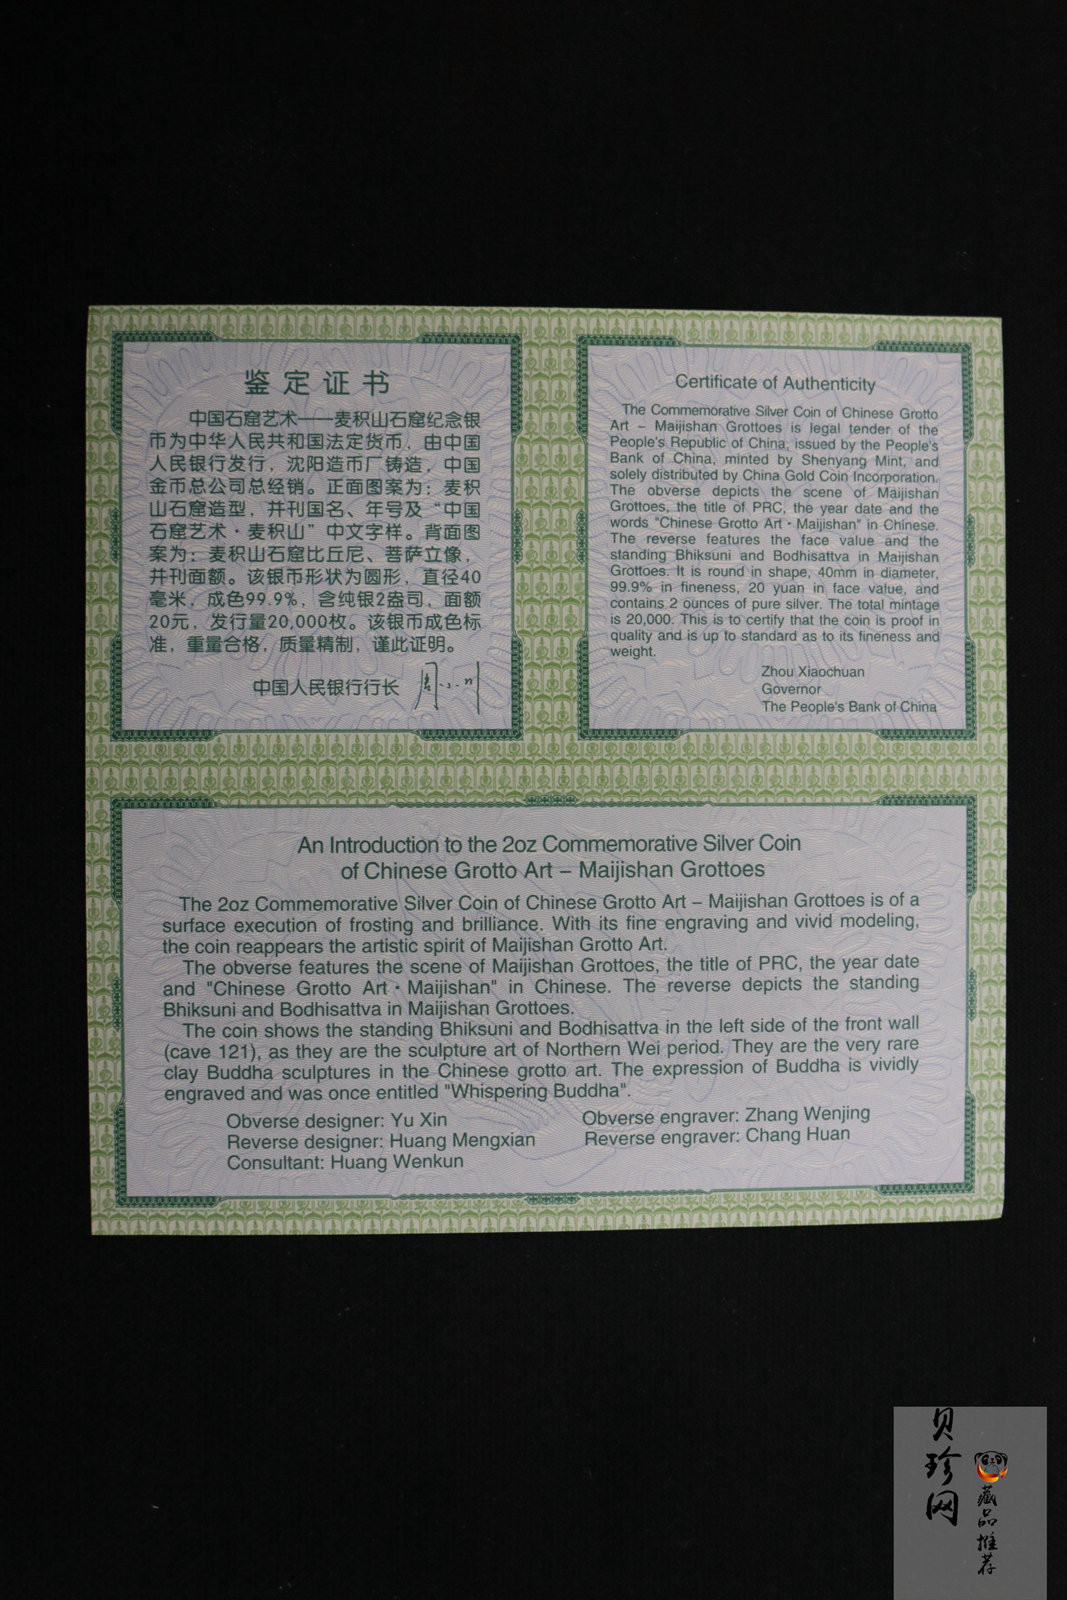 鉴定证书
中国石窟艺术——麦积山石窟纪念银
币为中华人民共和国法定货币，由中国
人民银行发行，沈阳造币厂铸造，中国
金币总公司总经销。正面图案为：麦积
山石窟造型，并刊国名、年号及“中国
石窟艺术·麦积山”中文字样。背面图
案为：麦积山石窟比丘尼、菩萨立像，
并刊面额。该银币形状为圆形，直径40
毫米，成色99.9%，含纯银2盎司，面额
20元，发行量20,000枚。该银币成色标
准，重量合格，质量精制，谨此证明。
中国人民银行行长 周小川
Certificate of Authenticity
The Commemorative Silver Coin of Chinese Grotto
Art – Maijishan Grottoes is legal tender of the
People's Republic of China, issued by the People's
Bank of China, minted by Shenyang Mint, and
solely distributed by China Gold Coin Incorporation.
The obverse depicts the scene of Maijishan
Grottoes, the title of PRC, the year date and the
words "Chinese Grotto Art·Maijishan" in Chinese.
The reverse features the face value and the
standing Bhiksuni and Bodhisattva in Maijishan
Grottoes. It is round in shape, 40mm in diameter,
99.9% in fineness, 20 yuan in face value, and
contains 2 ounces of pure silver. The total mintage
is 20,000. This is to certify that the coin is proof in
quality and is up to standard as to its fineness and
weight.
Zhou Xiaochuan
Governor
The People's Bank of China
An Introduction to the 2oz Commemorative Silver Coin
of Chinese Grotto Art – Maijishan Grottoes
The 2oz Commemorative Silver Coin of Chinese Grotto Art – Maijishan Grottoes is of a
surface execution of frosting and brilliance. With its fine engraving and vivid modeling,
the coin reappears the artistic spirit of Maijishan Grotto Art.
The obverse features the scene of Maijishan Grottoes, the title of PRC, the year date
and "Chinese Grotto Art·Maijishan" in Chinese. The reverse depicts the standing
Bhiksuni and Bodhisattva in Maijishan Grottoes.
The coin shows the standing Bhiksuni and Bodhisattva in the left side of the front wall
(cave 121), as they are the sculpture art of Northern Wei period. They are the very rare
clay Buddha sculptures in the Chinese grotto art. The expression of Buddha is vividly
engraved and was once entitled "Whispering Buddha".
Obverse designer: Yu Xin
Reverse designer: Huang Mengxian
Consultant: Huang Wenkun
Obverse engraver: Zhang Wenjing
Reverse engraver: Chang Huan
贝珍网
藏品推荐